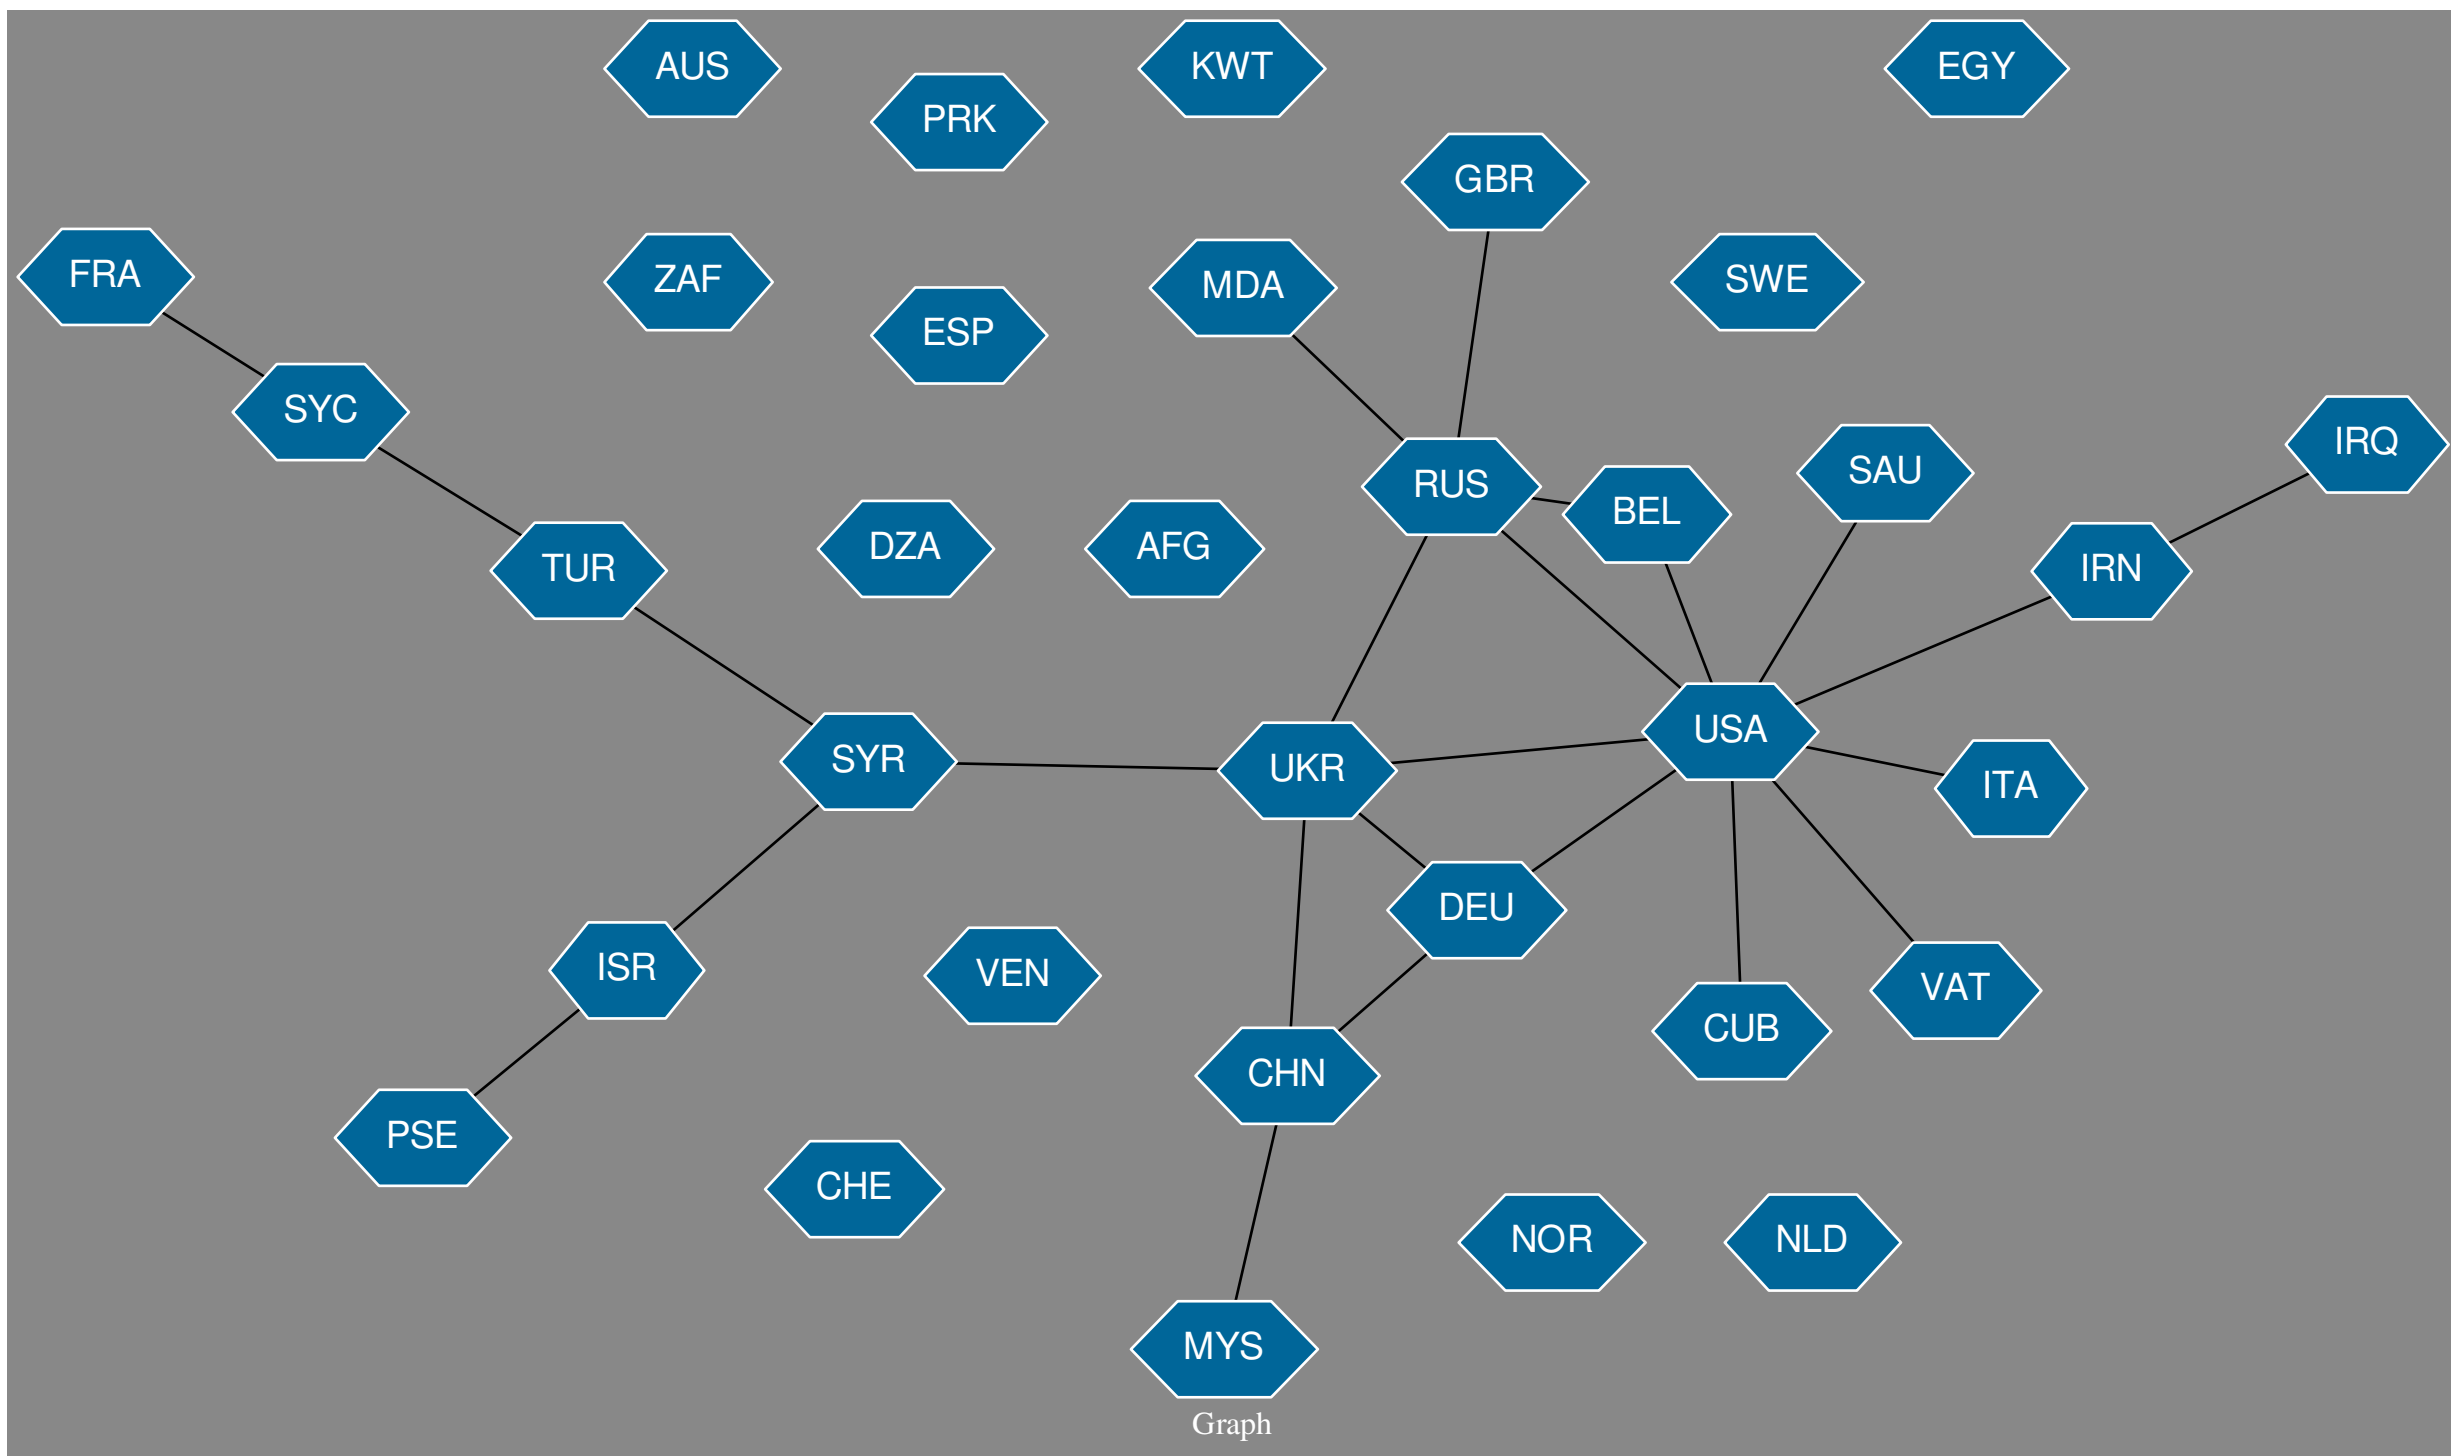 AUS
KWT
EGY
PRK
GBR
FRA
ZAF
MDA
SWE
ESP
SYC
IRQ
SAU
RUS
BEL
TUR
DZA
AFG
IRN
USA
SYR
UKR
ITA
DEU
ISR
VEN
VAT
CUB
CHN
PSE
CHE
NOR
NLD
MYS
Graph